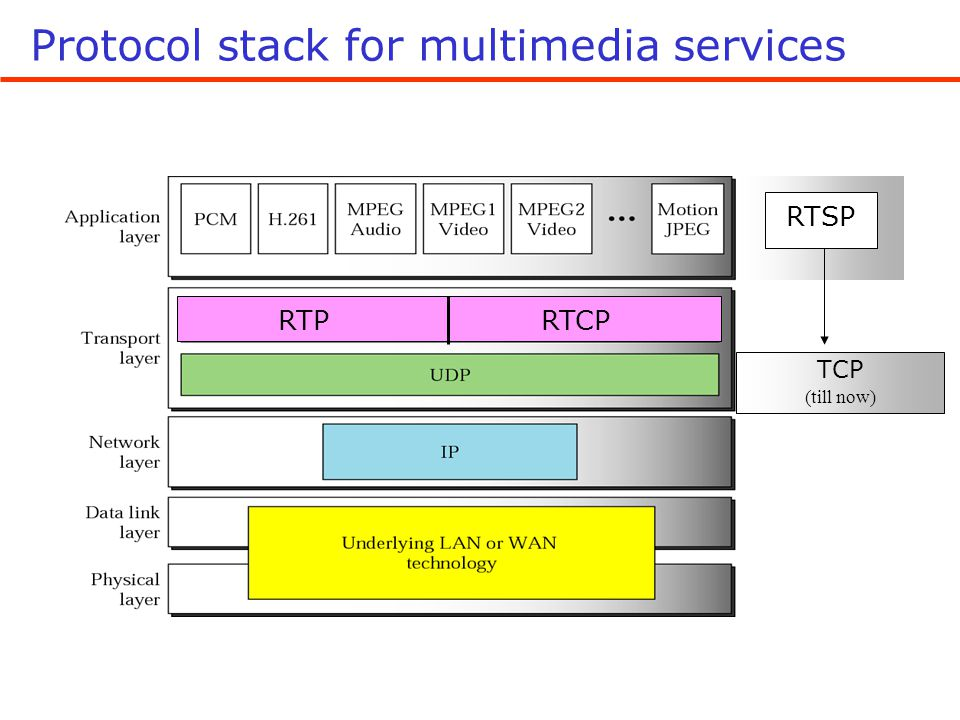 Protocol stack for multimedia services
Application
layer
PCM
H.261
MPEG
Audio
MPEG1
Video
MPEG2
Video
...
Motion
JPEG
RTSP
Transport
layer
RTP
RTCP
UDP
TCP
(till now)
Network
layer
IP
Data link
layer
Underlying LAN or WAN
technology
Physical
layer